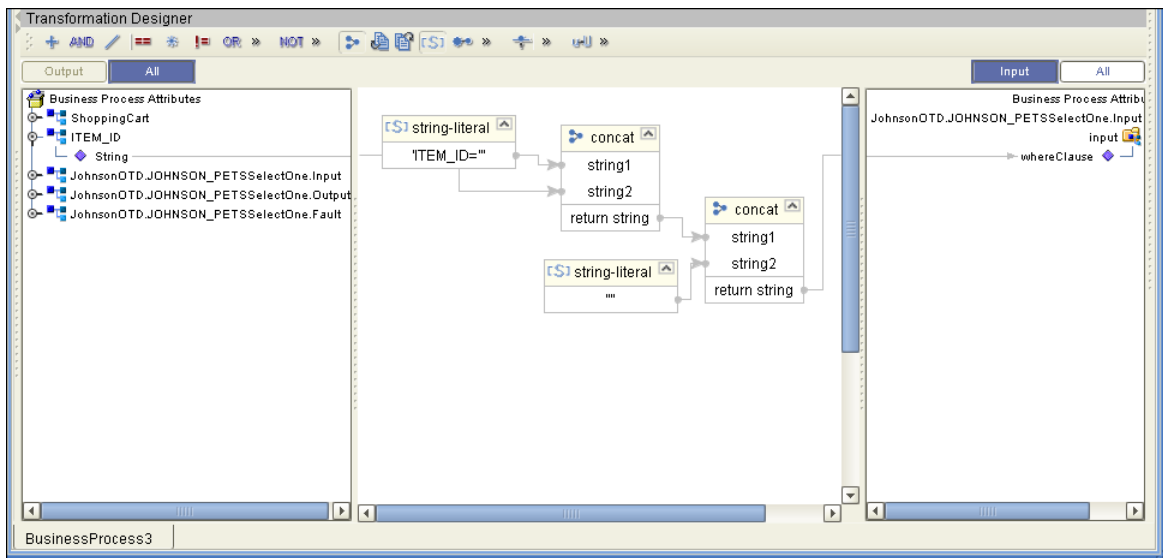 Transformation Designer
AND == != OR » NOT » [S] » » »
Output All Input All
Business Process Attributes
ShoppingCart
ITEM_ID
String
JohnsonOTD.JOHNSON_PETSSelectOne.Input
JohnsonOTD.JOHNSON_PETSSelectOne.Output
JohnsonOTD.JOHNSON_PETSSelectOne.Fault
[S] string-literal
'ITEM_ID="'
concat
string1
string2
return string
[S] string-literal
'"'
concat
string1
string2
return string
Business Process Attribu
JohnsonOTD.JOHNSON_PETSSelectOne.Input
input
whereClause
BusinessProcess3